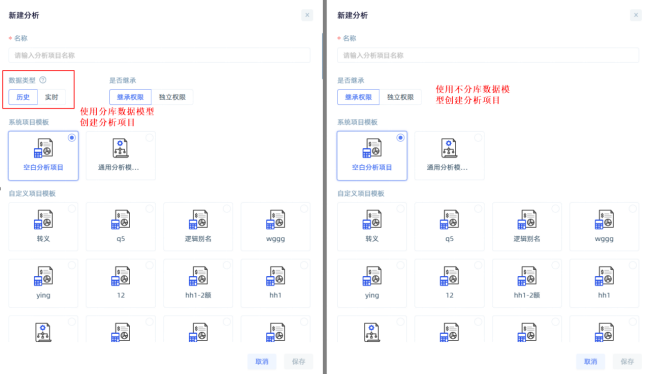 新建分析
×
* 名称
请输入分析项目名称
数据类型 ?
是否继承
历史
实时
继承权限
独立权限
使用分库数据模型
创建分析项目
系统项目模板
空白分析项目
通用分析模...
自定义项目模板
转义
q5
逻辑别名
wggg
ying
12
hh1-2颞
hh1
取消
保存
新建分析
×
* 名称
请输入分析项目名称
是否继承
继承权限
独立权限
使用不分库数据模
型创建分析项目
系统项目模板
空白分析项目
通用分析模...
自定义项目模板
转义
q5
逻辑别名
wggg
ying
12
hh1-2颞
hh1
取消
保存